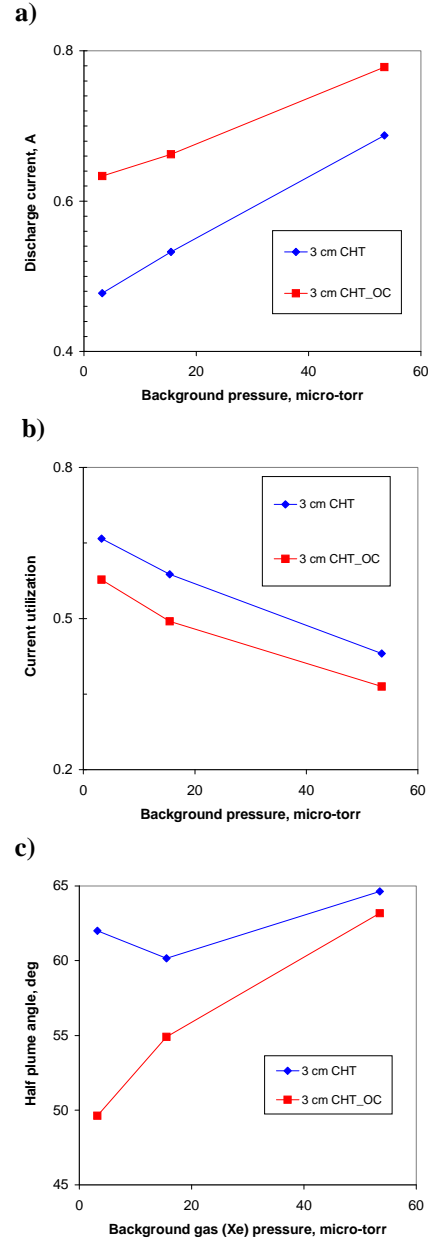 a)
0.8
0.6
0.4
Discharge current, A
3 cm CHT
3 cm CHT_OC
0 20 40 60
Background pressure, micro-torr
b)
0.8
0.5
0.2
Current utilization
3 cm CHT
3 cm CHT_OC
0 20 40 60
Background pressure, micro-torr
c)
65
60
55
50
45
Half plume angle, deg
3 cm CHT
3 cm CHT_OC
0 20 40 60
Background gas (Xe) pressure, micro-torr